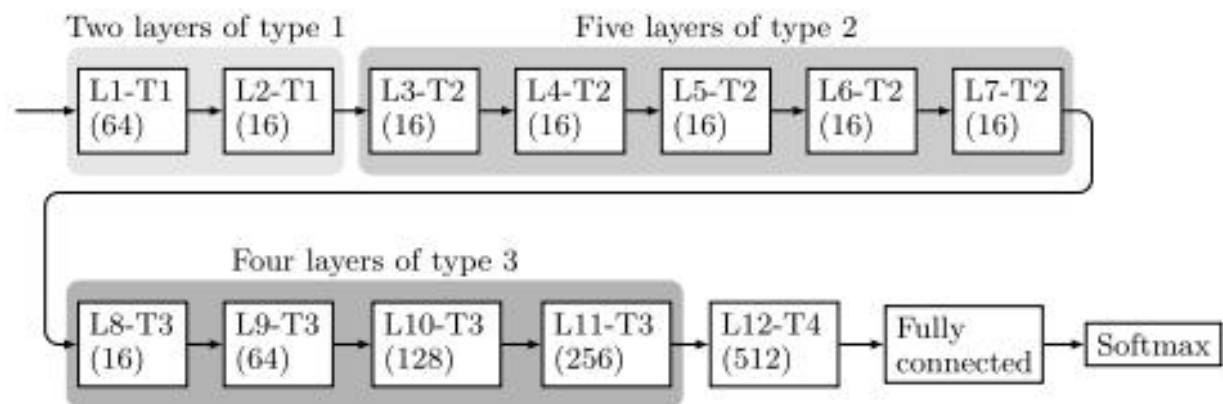 Two layers of type 1
Five layers of type 2
L1-T1
(64)
L2-T1
(16)
L3-T2
(16)
L4-T2
(16)
L5-T2
(16)
L6-T2
(16)
L7-T2
(16)
Four layers of type 3
L8-T3
(16)
L9-T3
(64)
L10-T3
(128)
L11-T3
(256)
L12-T4
(512)
Fully
connected
Softmax